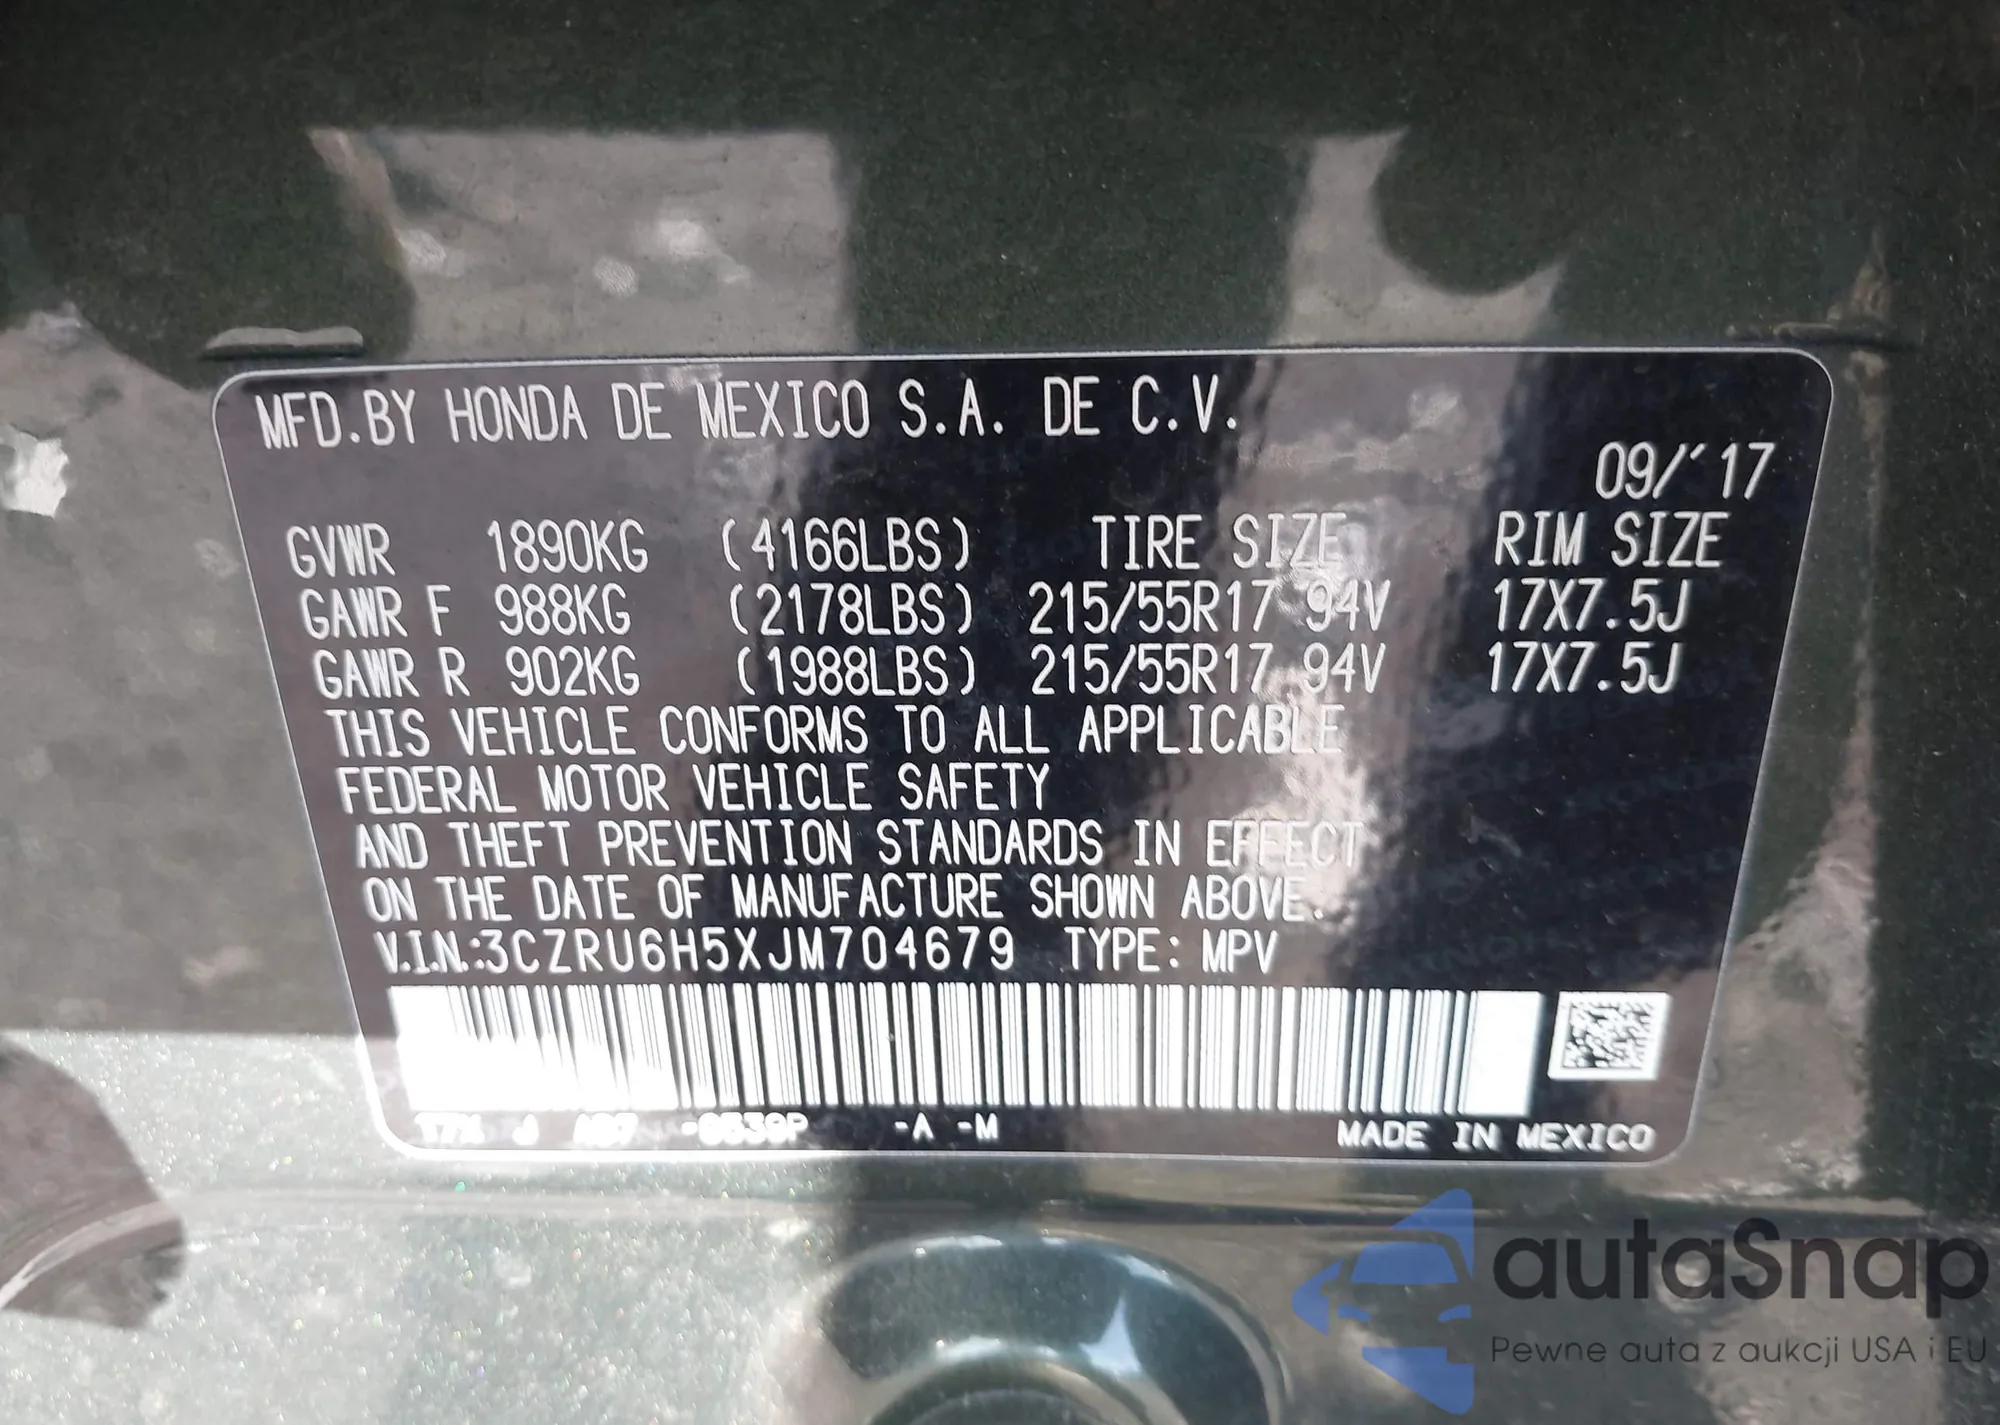 MFD.BY HONDA DE MEXICO S.A. DE C.V.
09/'17
GVWR 1890KG (4166LBS) TIRE SIZE RIM SIZE
GAWR F 988KG (2178LBS) 215/55R17 94V 17X7.5J
GAWR R 902KG (1988LBS) 215/55R17 94V 17X7.5J
THIS VEHICLE CONFORMS TO ALL APPLICABLE
FEDERAL MOTOR VEHICLE SAFETY
AND THEFT PREVENTION STANDARDS IN EFFECT
ON THE DATE OF MANUFACTURE SHOWN ABOVE.
V.I.N.:3CZRU6H5XJM704679 TYPE: MPV
J -A -M MADE IN MEXICO
autaSnap
Pewne auta z aukcji USA i EU